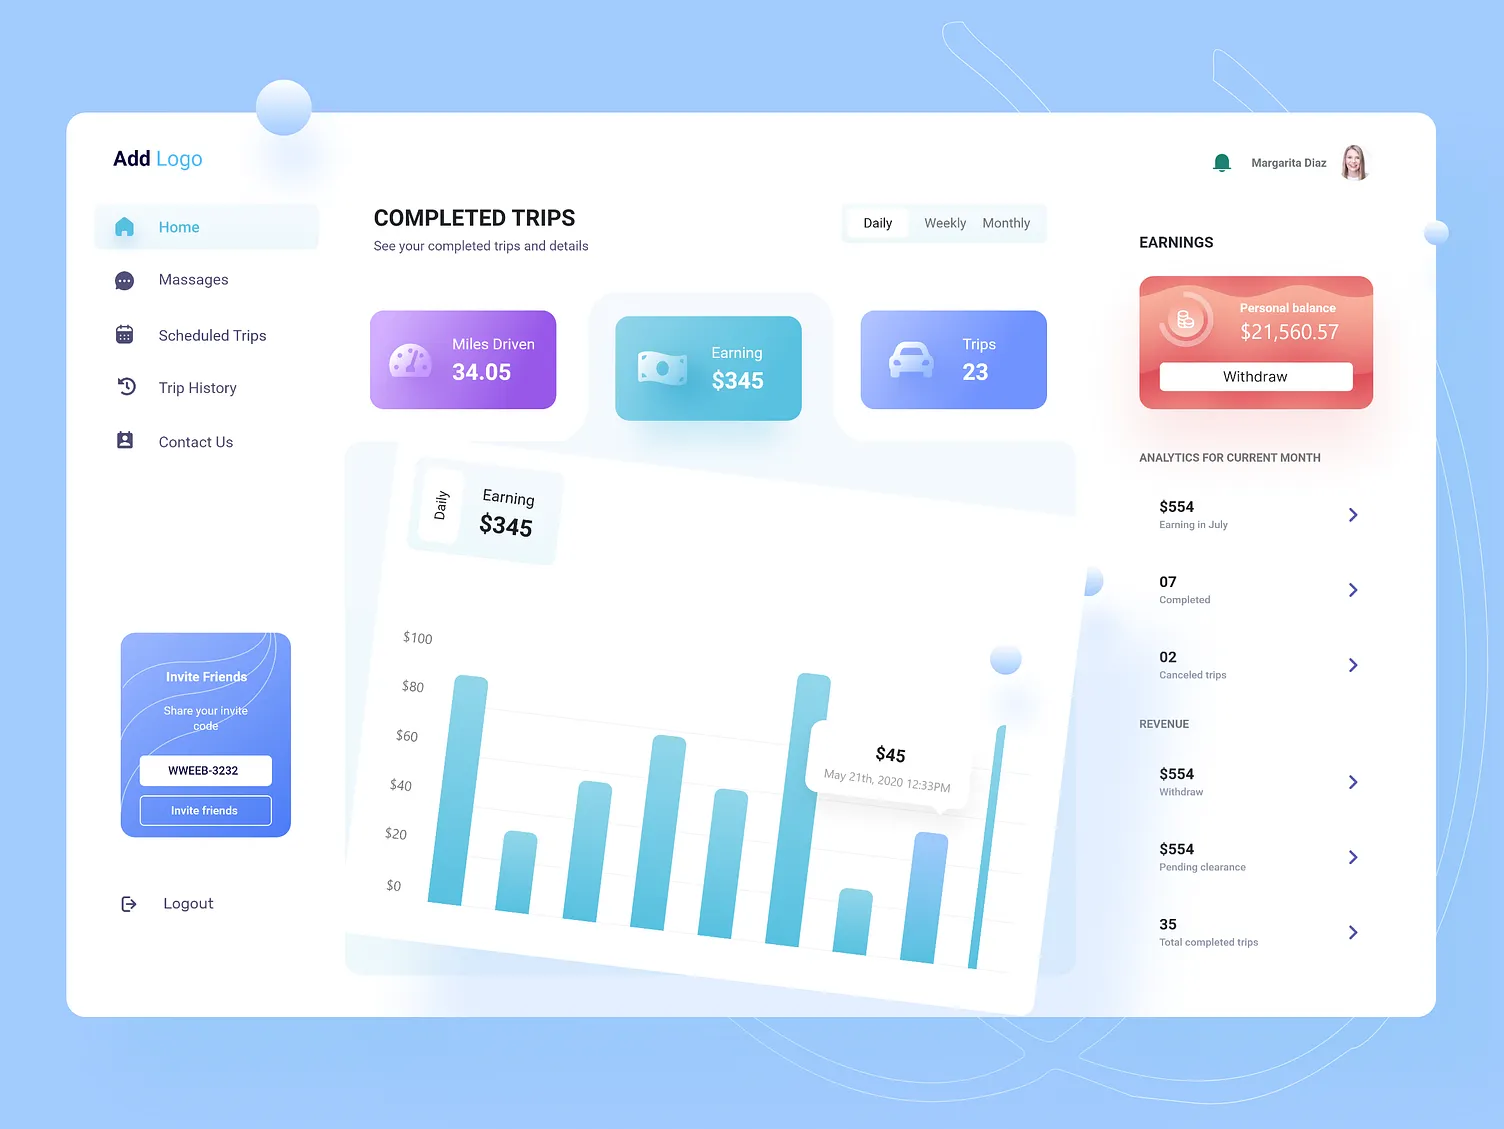 Add Logo
Margarita Diaz
Home
Massages
Scheduled Trips
Trip History
Contact Us
COMPLETED TRIPS
See your completed trips and details
Daily Weekly Monthly
Miles Driven
34.05
Earning
$345
Trips
23
Daily
Earning
$345
$100
$80
$60
$40
$20
$0
$45
May 21th, 2020 12:33PM
Invite Friends
Share your invite
code
WWEEB-3232
Invite friends
Logout
EARNINGS
Personal balance
$21,560.57
Withdraw
ANALYTICS FOR CURRENT MONTH
$554
Earning in July
07
Completed
02
Canceled trips
REVENUE
$554
Withdraw
$554
Pending clearance
35
Total completed trips